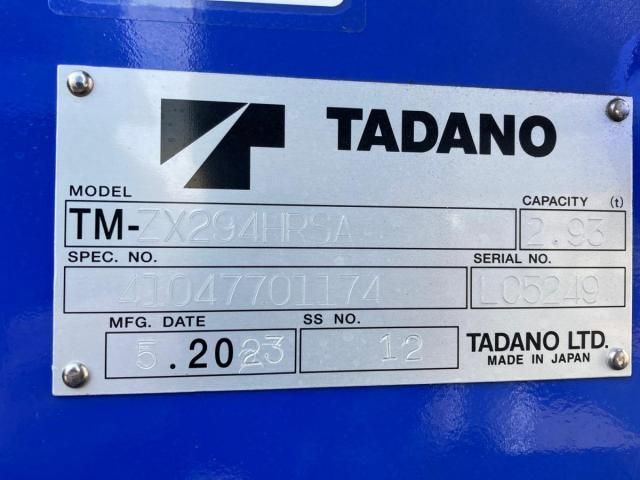 TADANO
MODEL
TM-ZX294HRSA
CAPACITY (t)
2.93
SPEC. NO.
41047701174
SERIAL NO.
LC5249
MFG. DATE
5.2023
SS NO.
12
TADANO LTD.
MADE IN JAPAN